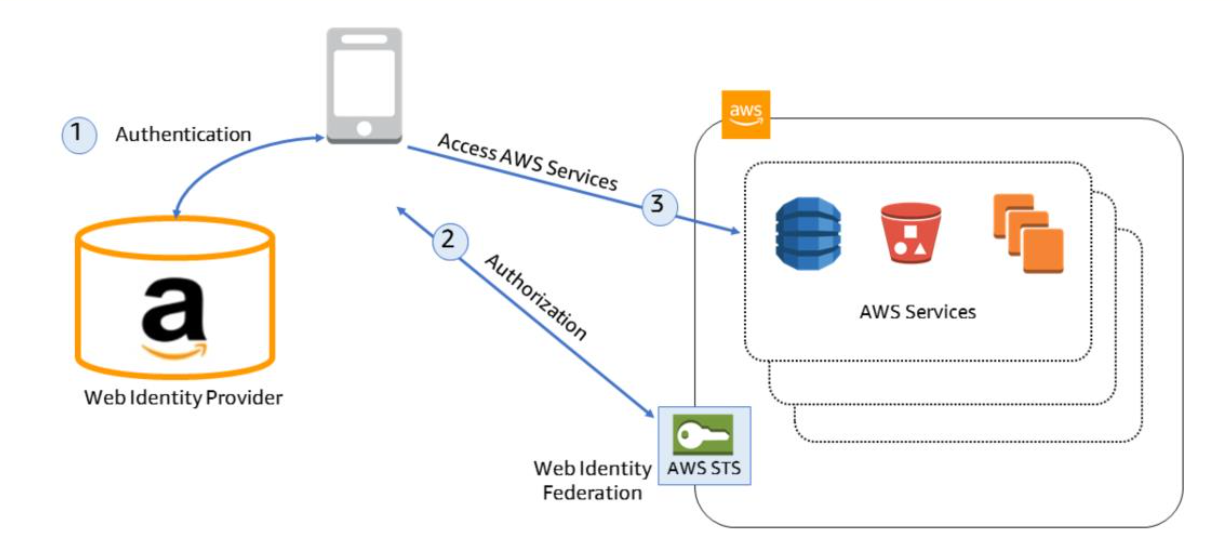 1
Authentication
Access AWS Services
3
2
Authorization
aws
AWS Services
a
Web Identity Provider
Web Identity
Federation
AWS STS